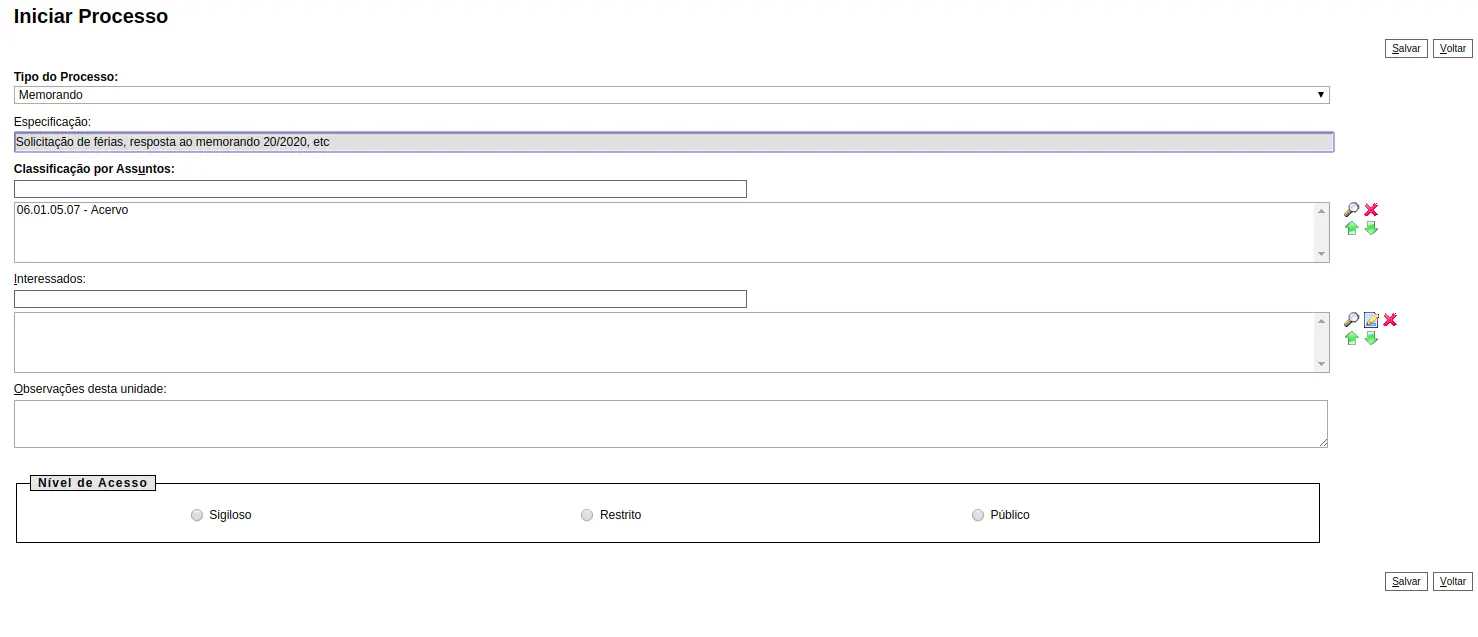 Iniciar Processo
Salvar Voltar
Tipo do Processo:
Memorando
Especificação:
Solicitação de férias, resposta ao memorando 20/2020, etc
Classificação por Assuntos:
06.01.05.07 - Acervo
Interessados:
Observações desta unidade:
Nível de Acesso
Sigiloso Restrito Público
Salvar Voltar